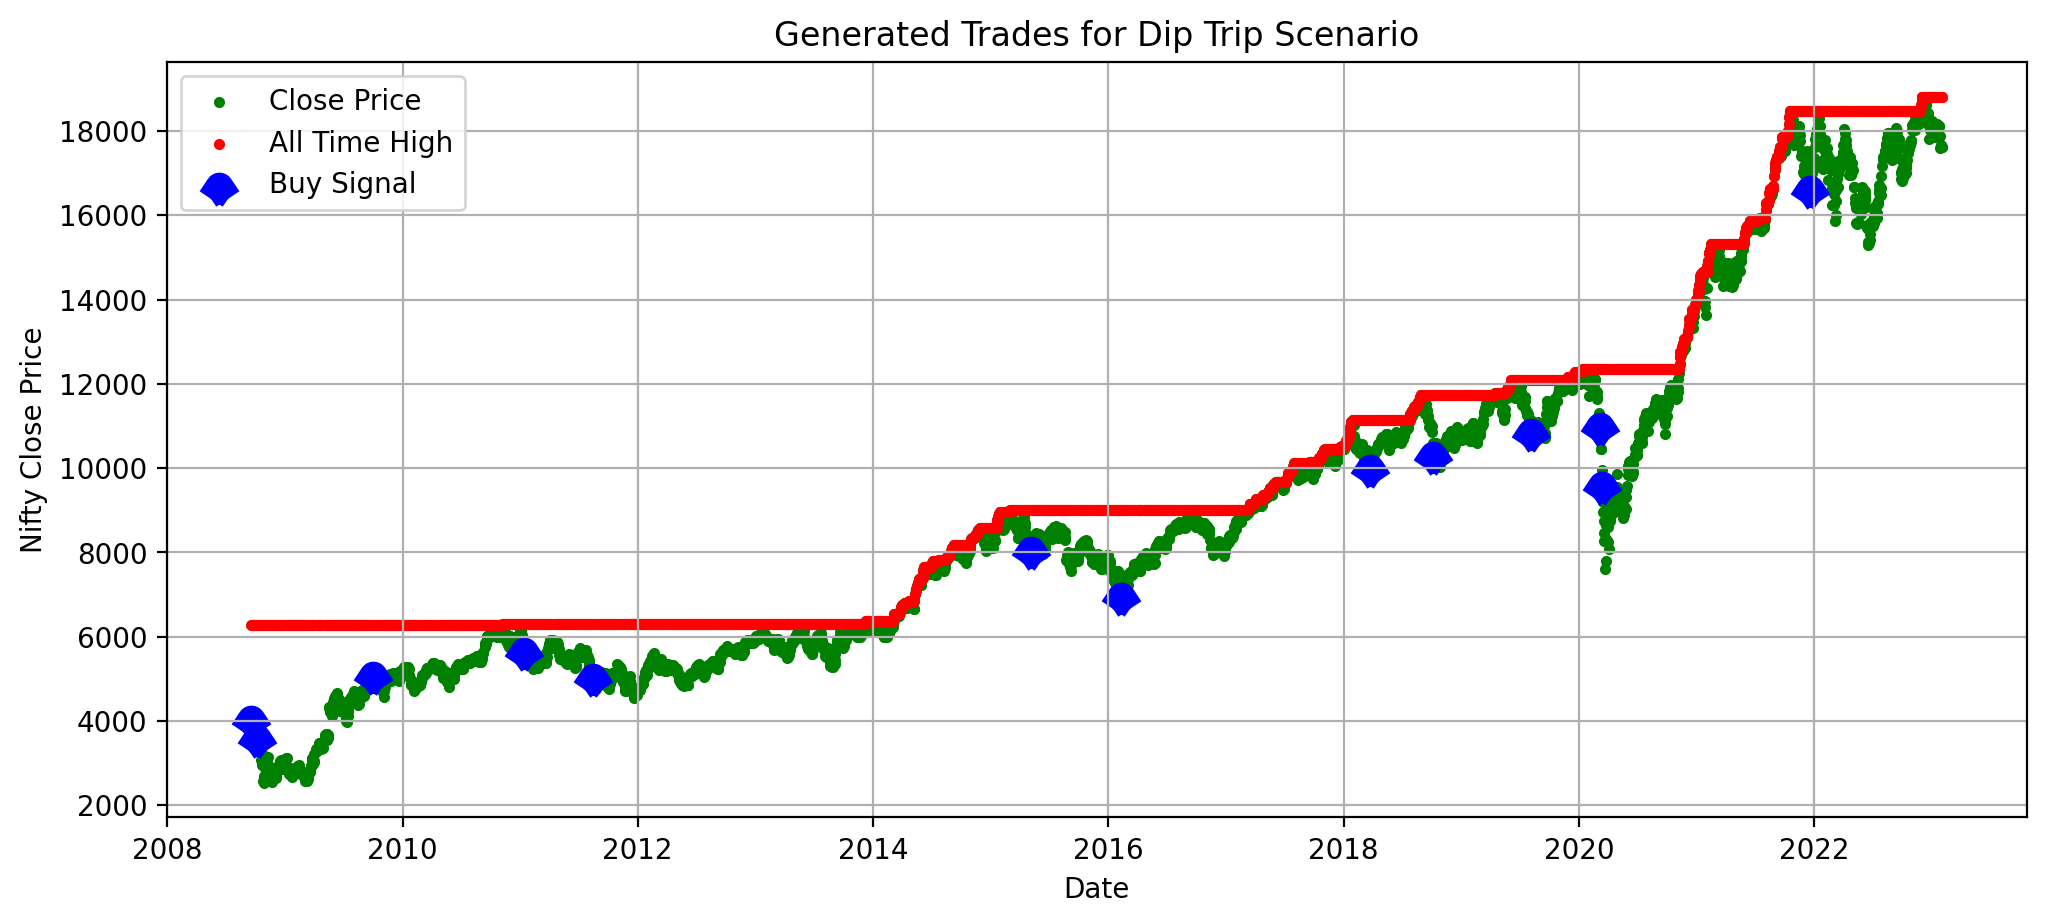 Generated Trades for Dip Trip Scenario
Close Price
All Time High
Buy Signal
18000
16000
14000
12000
10000
8000
6000
4000
2000
Nifty Close Price
2008 2010 2012 2014 2016 2018 2020 2022
Date